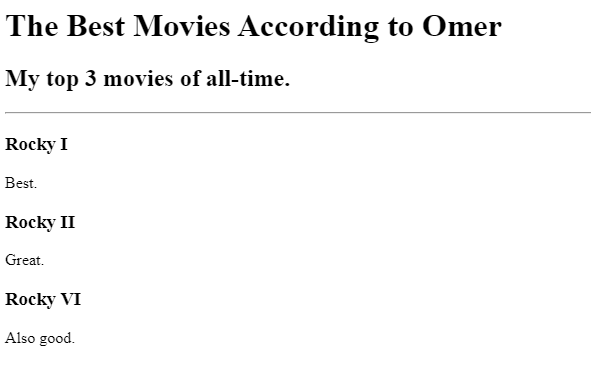 The Best Movies According to Omer
My top 3 movies of all-time.
Rocky I
Best.
Rocky II
Great.
Rocky VI
Also good.